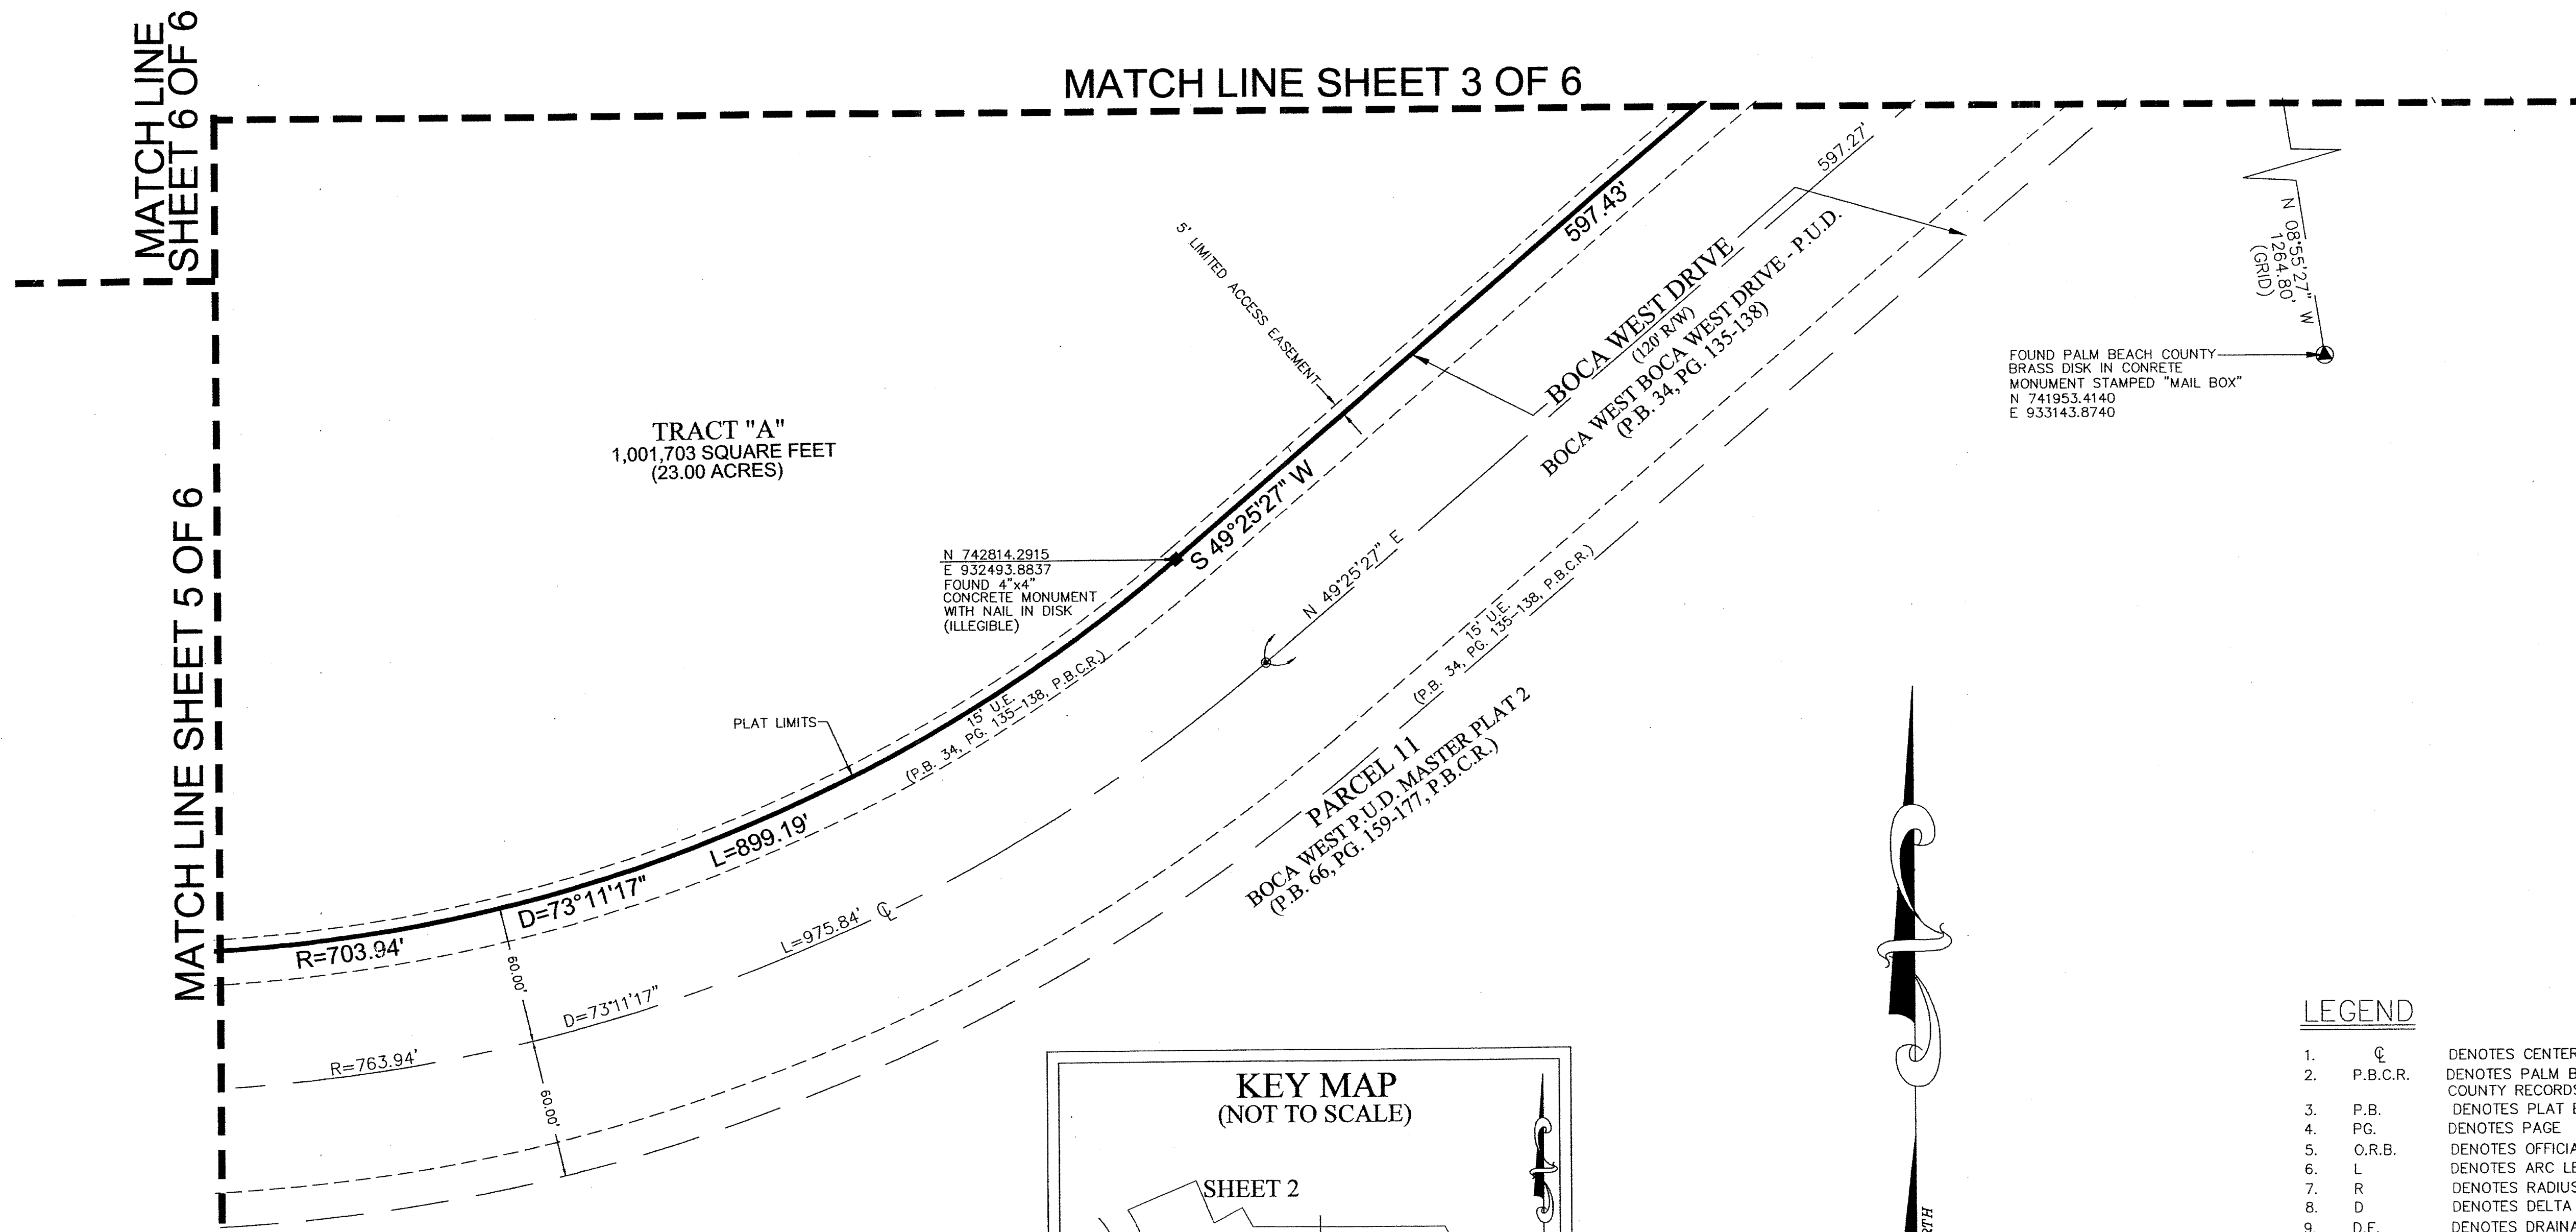 MATCH LINE
SHEET 6 OF 6
MATCH LINE SHEET 3 OF 6
MATCH LINE SHEET 5 OF 6
597.27'
597.43'
5' LIMITED ACCESS EASEMENT
BOCA WEST DRIVE
(120' R/W)
BOCA WEST BOCA WEST DRIVE - P.U.D.
(P.B. 34, PG. 135-138)
N 08°55'27" W
1264.80'
(GRID)
FOUND PALM BEACH COUNTY
BRASS DISK IN CONRETE
MONUMENT STAMPED "MAIL BOX"
N 741953.4140
E 933143.8740
TRACT "A"
1,001,703 SQUARE FEET
(23.00 ACRES)
S 49°25'27" W
N 742814.2915
E 932493.8837
FOUND 4"x4"
CONCRETE MONUMENT
WITH NAIL IN DISK
(ILLEGIBLE)
N 49°25'27" E
15' U.E.
(P.B. 34, PG. 135-138, P.B.C.R.)
15' U.E.
(P.B. 34, PG. 135-138, P.B.C.R.)
PLAT LIMITS
PARCEL 11
BOCA WEST P.U.D. MASTER PLAT 2
(P.B. 66, PG. 159-177, P.B.C.R.)
L=899.19'
D=73°11'17"
R=703.94'
L=975.84' ℄
D=73°11'17"
R=763.94'
60.00'
60.00'
KEY MAP
(NOT TO SCALE)
SHEET 2
LEGEND
1. ℄ DENOTES CENTER
2. P.B.C.R. DENOTES PALM B
COUNTY RECORDS
3. P.B. DENOTES PLAT
4. PG. DENOTES PAGE
5. O.R.B. DENOTES OFFICIA
6. L DENOTES ARC LE
7. R DENOTES RADIUS
8. D DENOTES DELTA
9. D.E. DENOTES DRAINA